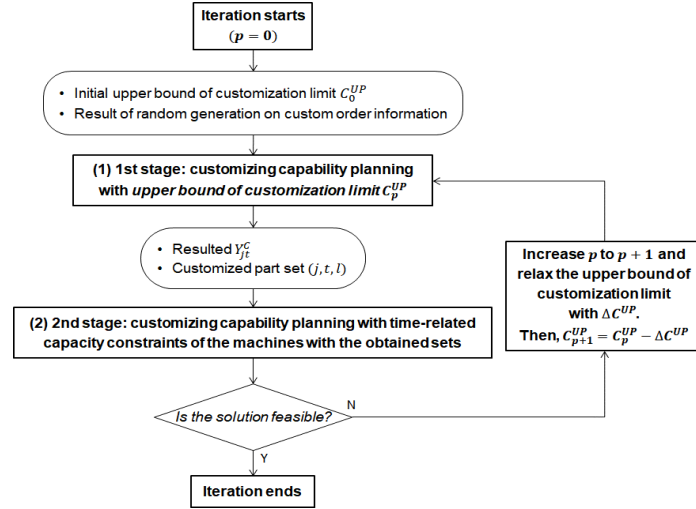 Iteration starts
(p = 0)
• Initial upper bound of customization limit C_0^{UP}
• Result of random generation on custom order information
(1) 1st stage: customizing capability planning
with upper bound of customization limit C_p^{UP}
• Resulted Y_{jt}^C
• Customized part set (j, t, l)
(2) 2nd stage: customizing capability planning with time-related
capacity constraints of the machines with the obtained sets
Is the solution feasible?
N
Y
Iteration ends
Increase p to p + 1 and
relax the upper bound of
customization limit
with ΔC^{UP}.
Then, C_{p+1}^{UP} = C_p^{UP} − ΔC^{UP}